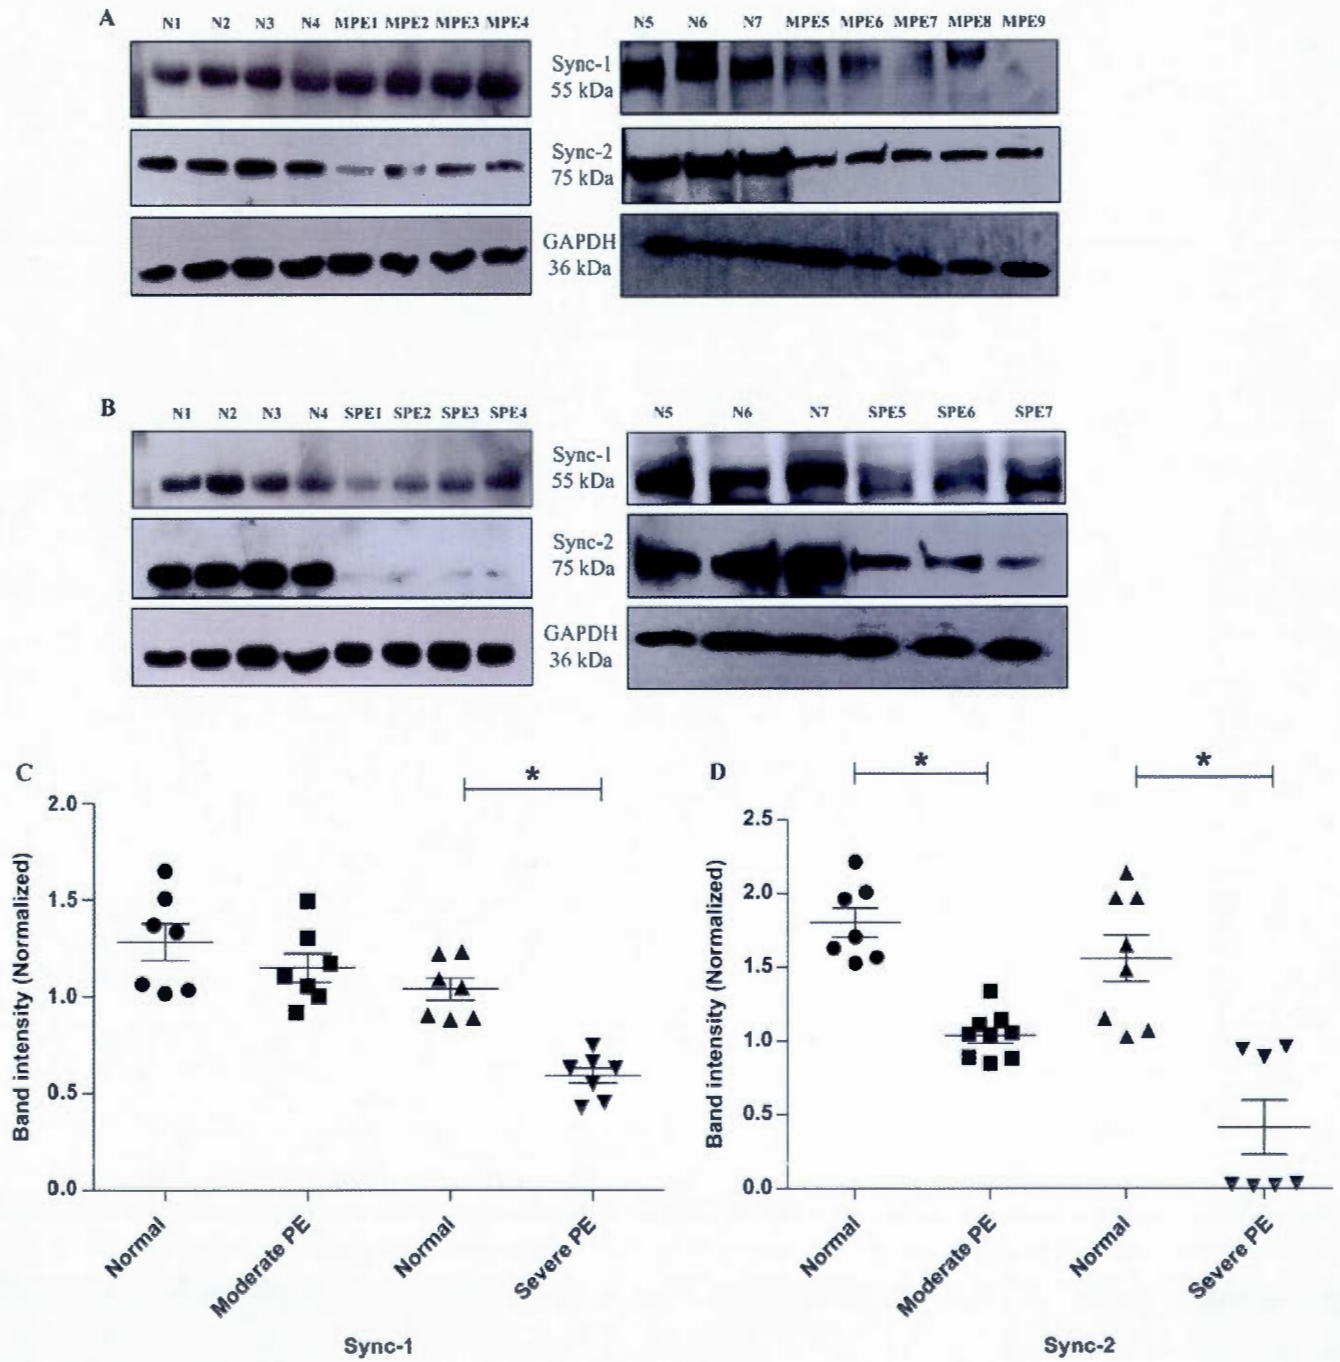 A
N1 N2 N3 N4 MPE1 MPE2 MPE3 MPE4
N5 N6 N7 MPE5 MPE6 MPE7 MPE8 MPE9
Sync-1
55 kDa
Sync-2
75 kDa
GAPDH
36 kDa
B
N1 N2 N3 N4 SPE1 SPE2 SPE3 SPE4
N5 N6 N7 SPE5 SPE6 SPE7
Sync-1
55 kDa
Sync-2
75 kDa
GAPDH
36 kDa
C
*
Band intensity (Normalized)
2.0
1.5
1.0
0.5
0.0
Normal
Moderate PE
Normal
Severe PE
Sync-1
D
*
*
Band intensity (Normalized)
2.5
2.0
1.5
1.0
0.5
0.0
Normal
Moderate PE
Normal
Severe PE
Sync-2